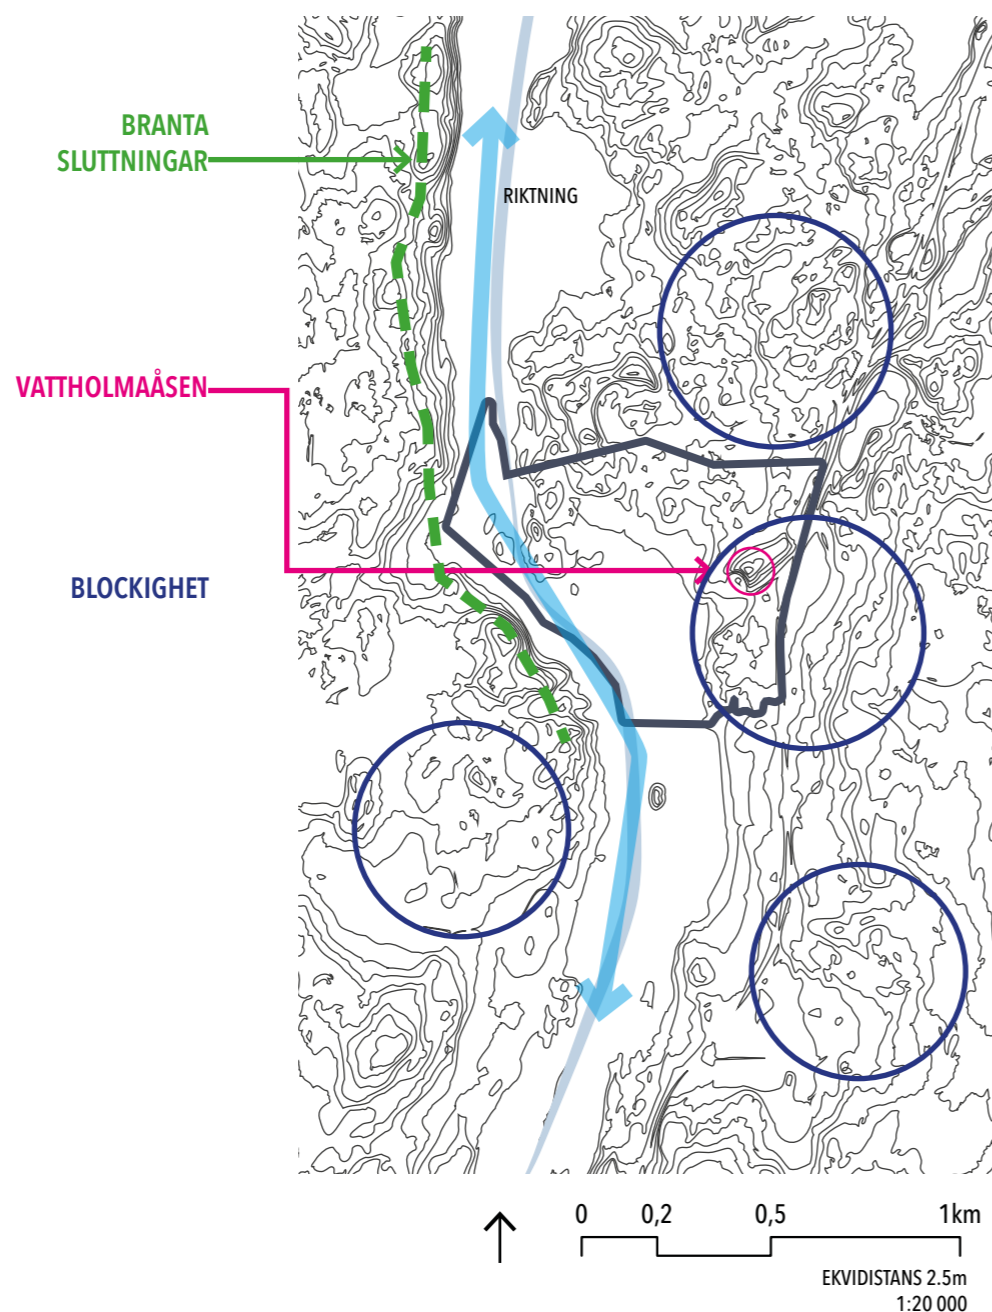 BRANTA
SLUTTNINGAR
RIKTNING
VATTHOLMAÅSEN
BLOCKIGHET
0 0,2 0,5 1km
EKVIDISTANS 2.5m
1:20 000